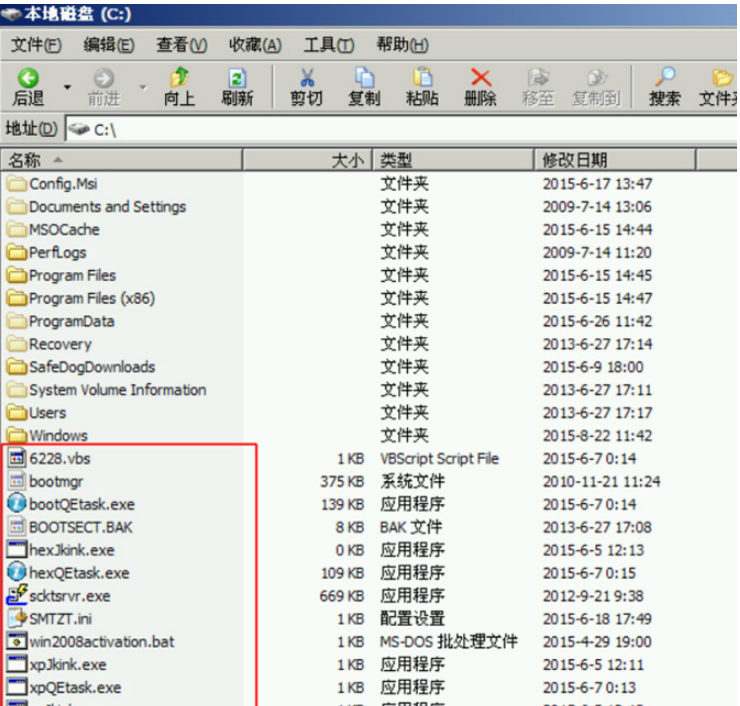 本地磁盘 (C:)
文件(F) 编辑(E) 查看(V) 收藏(A) 工具(T) 帮助(H)
后退 前进 向上 刷新 剪切 复制 粘贴 删除 移至 复制到 搜索 文件
地址(D) C:\
名称 大小 类型 修改日期
Config.Msi 文件夹 2015-6-17 13:47
Documents and Settings 文件夹 2009-7-14 13:06
MSOCache 文件夹 2015-6-15 14:44
PerfLogs 文件夹 2009-7-14 11:20
Program Files 文件夹 2015-6-15 14:45
Program Files (x86) 文件夹 2015-6-15 14:47
ProgramData 文件夹 2015-6-26 11:42
Recovery 文件夹 2013-6-27 17:14
SafeDogDownloads 文件夹 2015-6-9 18:00
System Volume Information 文件夹 2013-6-27 17:11
Users 文件夹 2013-6-27 17:17
Windows 文件夹 2015-8-22 11:42
6228.vbs 1 KB VBScript Script File 2015-6-7 0:14
bootmgr 375 KB 系统文件 2010-11-21 11:24
bootQEtask.exe 139 KB 应用程序 2015-6-7 0:14
BOOTSECT.BAK 8 KB BAK 文件 2013-6-27 17:08
hexJkink.exe 0 KB 应用程序 2015-6-5 12:13
hexQEtask.exe 109 KB 应用程序 2015-6-7 0:15
scktsrvr.exe 669 KB 应用程序 2012-9-21 9:38
SMTZT.ini 1 KB 配置设置 2015-6-18 17:49
win2008activation.bat 1 KB MS-DOS 批处理文件 2015-4-29 19:00
xpJkink.exe 1 KB 应用程序 2015-6-5 12:11
xpQEtask.exe 1 KB 应用程序 2015-6-7 0:13